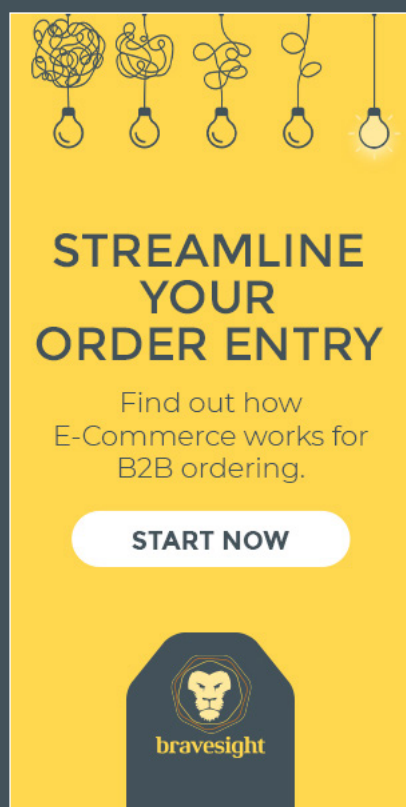 STREAMLINE
YOUR
ORDER ENTRY
Find out how
E-Commerce works for
B2B ordering.
START NOW
bravesight